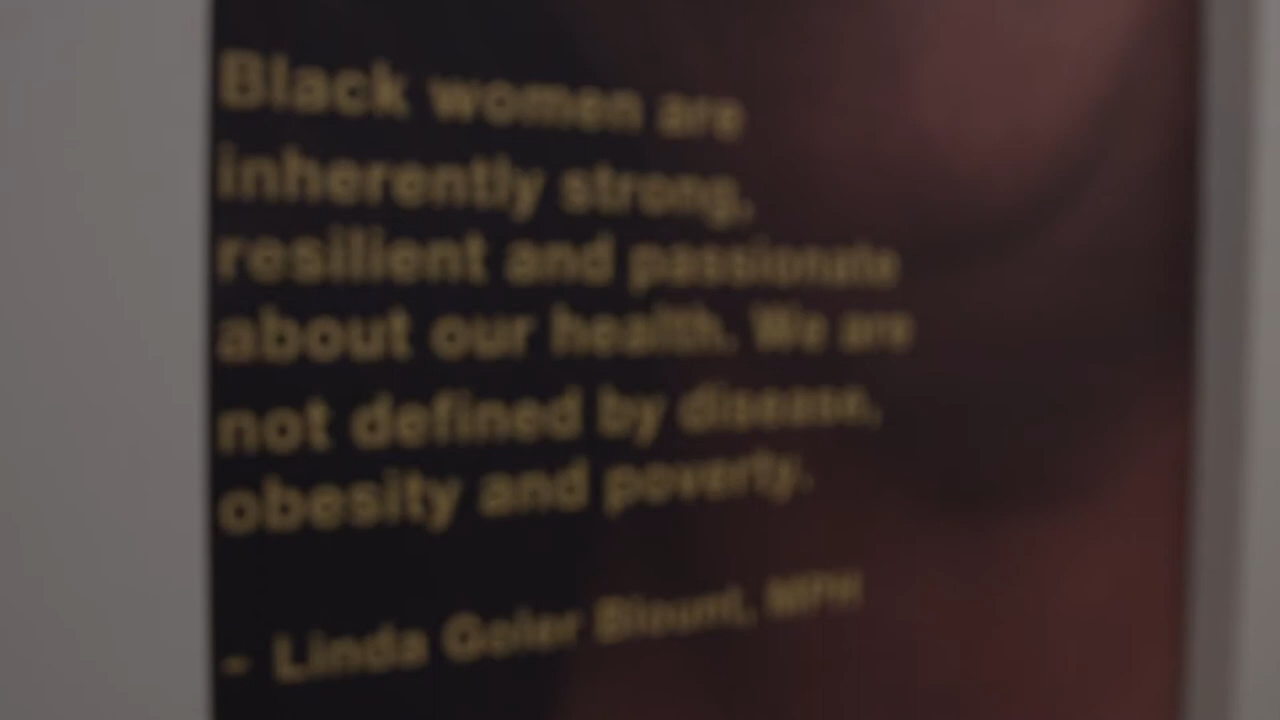 Black women are
inherently strong,
resilient and passionate
about our health. We are
not defined by disease,
obesity and poverty.
- Linda Goler Blount, MPH